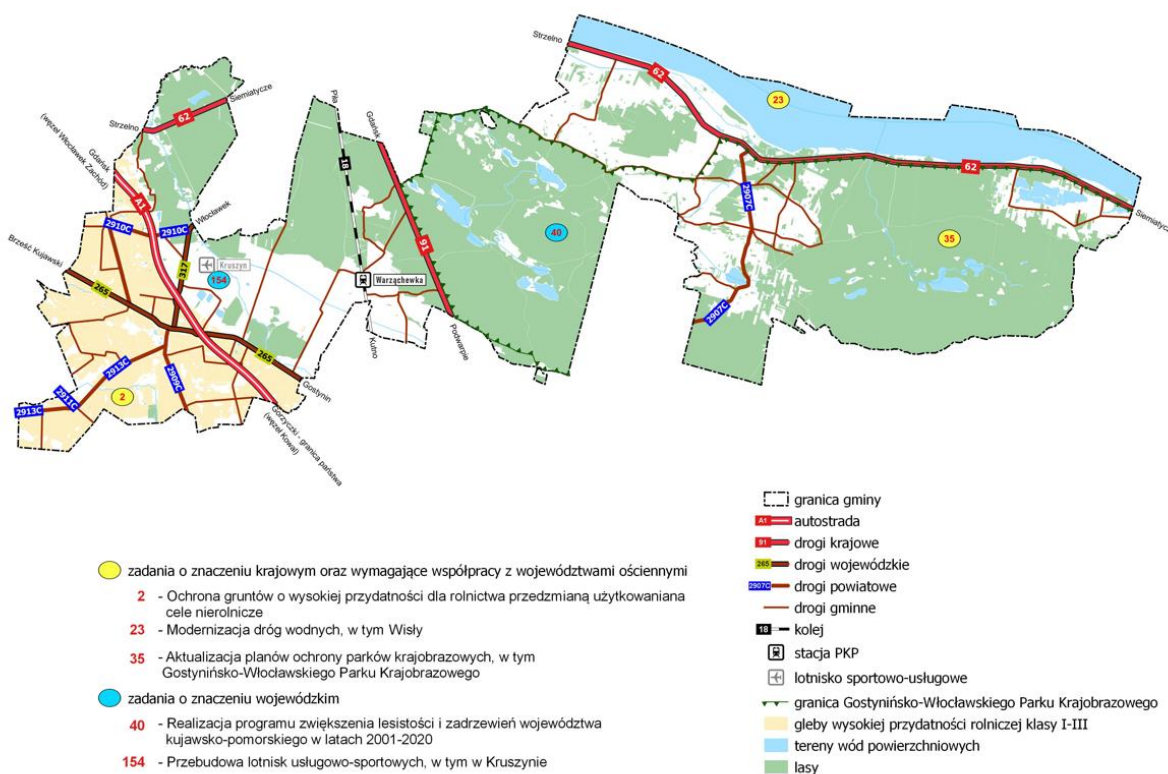 Strzelno
62
23
Siemiatycze
62
Strzelno
Gdańsk
(węzeł Włocławek Zachód)
A1
Piła
18
Gdańsk
91
40
62
Siemiatycze
2907C
35
2907C
Włocławek
2910C
2910C
317
Kruszyn
154
Warząchewka
Brześć Kujawski
265
265
Gostynin
Kutno
Podwarpie
2913C
2909C
2911C
2913C
2
Gorzyczki - granica państwa
(węzeł Kowal)
zadania o znaczeniu krajowym oraz wymagające współpracy z województwami ościennymi
2 - Ochrona gruntów o wysokiej przydatności dla rolnictwa przedzmianą użytkowaniana
cele nierolnicze
23 - Modernizacja dróg wodnych, w tym Wisły
35 - Aktualizacja planów ochrony parków krajobrazowych, w tym
Gostynińsko-Włocławskiego Parku Krajobrazowego
zadania o znaczeniu wojewódzkim
40 - Realizacja programu zwiększenia lesistości i zadrzewień województwa
kujawsko-pomorskiego w latach 2001-2020
154 - Przebudowa lotnisk usługowo-sportowych, w tym w Kruszynie
granica gminy
A1 autostrada
91 drogi krajowe
265 drogi wojewódzkie
2907C drogi powiatowe
drogi gminne
18 kolej
stacja PKP
lotnisko sportowo-usługowe
granica Gostynińsko-Włocławskiego Parku Krajobrazowego
gleby wysokiej przydatności rolniczej klasy I-III
tereny wód powierzchniowych
lasy